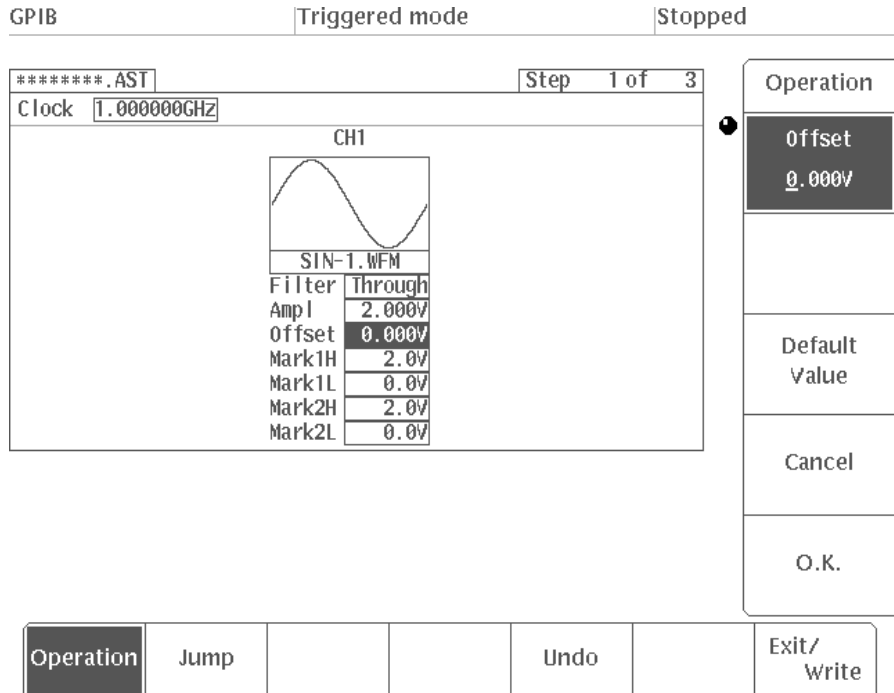 GPIB Triggered mode Stopped
********.AST Step 1 of 3
Clock 1.000000GHz
CH1
SIN-1.WFM
Filter Through
Ampl 2.000V
Offset 0.000V
Mark1H 2.0V
Mark1L 0.0V
Mark2H 2.0V
Mark2L 0.0V
Operation
Offset
0.000V
Default
Value
Cancel
O.K.
Operation Jump Undo Exit/
Write